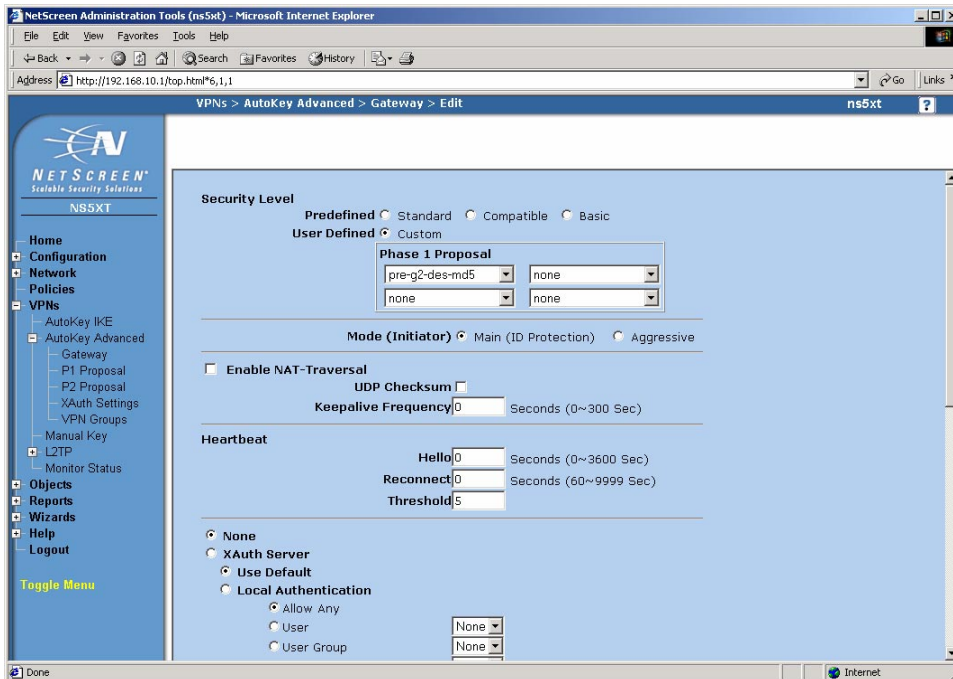 NetScreen Administration Tools (ns5xt) - Microsoft Internet Explorer
File Edit View Favorites Tools Help
Back Search Favorites History
Address http://192.168.10.1/top.html*6,1,1 Go Links
VPNs > AutoKey Advanced > Gateway > Edit ns5xt ?
N
NETSCREEN
Scalable Security Solutions
NS5XT
Home
Configuration
Network
Policies
VPNs
AutoKey IKE
AutoKey Advanced
Gateway
P1 Proposal
P2 Proposal
XAuth Settings
VPN Groups
Manual Key
L2TP
Monitor Status
Objects
Reports
Wizards
Help
Logout
Toggle Menu
Security Level
Predefined Standard Compatible Basic
User Defined Custom
Phase 1 Proposal
pre-g2-des-md5 none
none none
Mode (Initiator) Main (ID Protection) Aggressive
Enable NAT-Traversal
UDP Checksum
Keepalive Frequency 0 Seconds (0~300 Sec)
Heartbeat
Hello 0 Seconds (0~3600 Sec)
Reconnect 0 Seconds (60~9999 Sec)
Threshold 5
None
XAuth Server
Use Default
Local Authentication
Allow Any
User None
User Group None
Done Internet